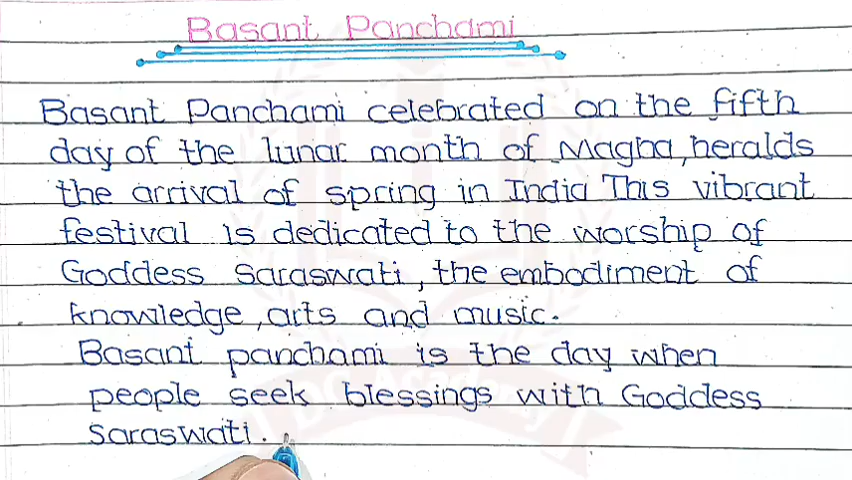 Basant Panchami
Basant Panchami celebrated on the fifth
day of the lunar month of Magha, heralds
the arrival of spring in India This vibrant
festival is dedicated to the worship of
Goddess Saraswati, the embodiment of
knowledge, arts and music.
Basant panchami is the day when
people seek blessings with Goddess
Saraswati.